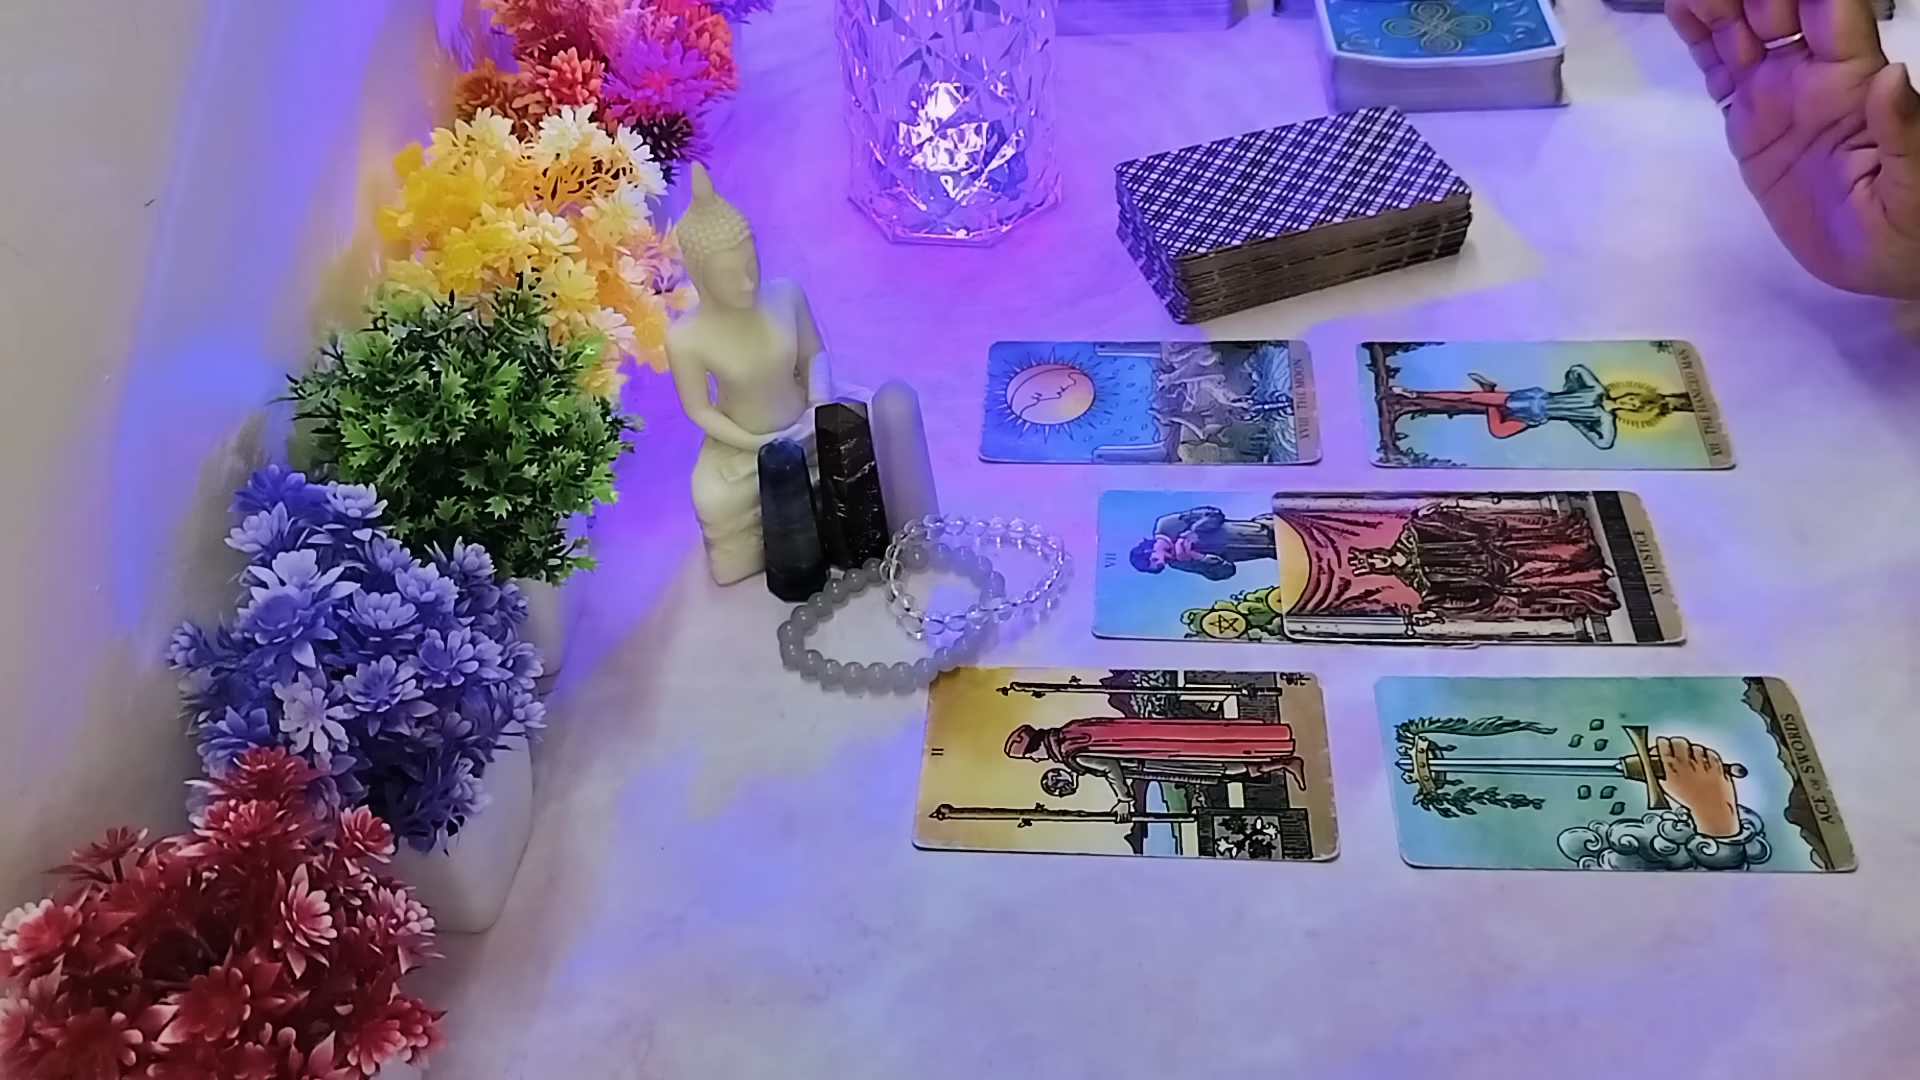 XVIII · THE MOON
XII · THE HANGED MAN
VII
XI · JUSTICE
II
ACE OF SWORDS